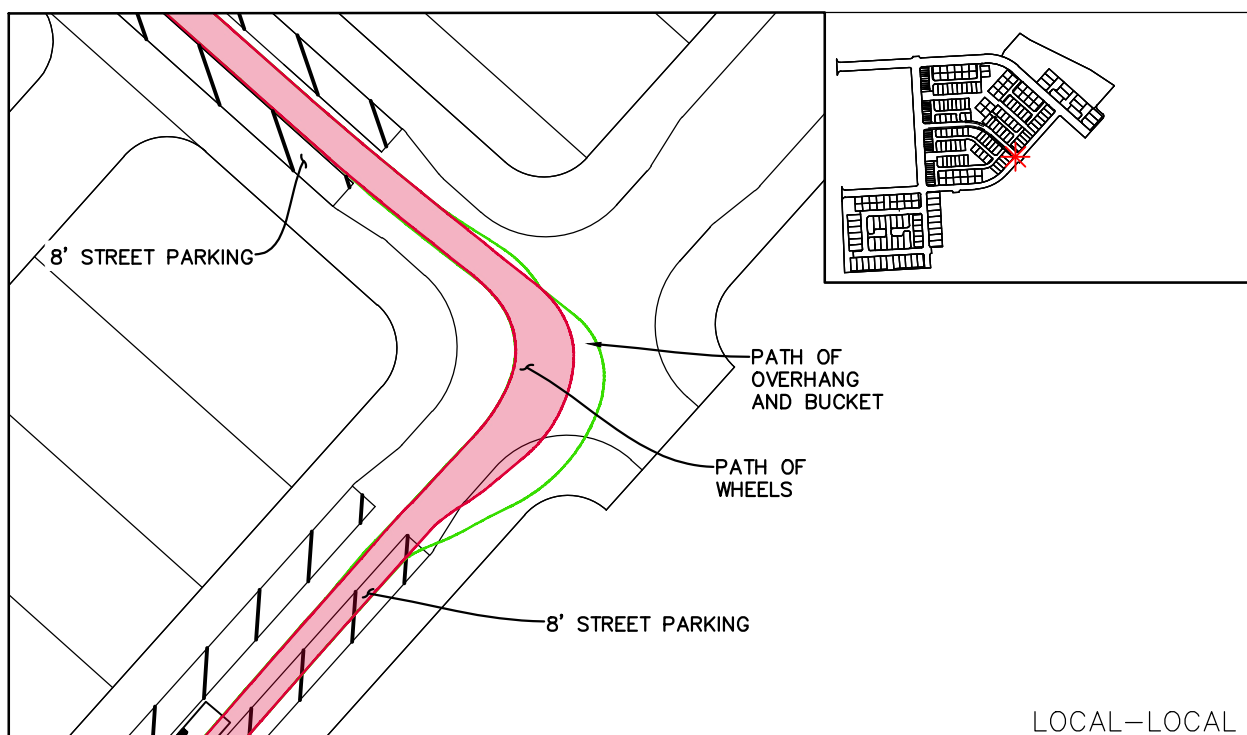 8' STREET PARKING
PATH OF
OVERHANG
AND BUCKET
PATH OF
WHEELS
8' STREET PARKING
LOCAL-LOCAL